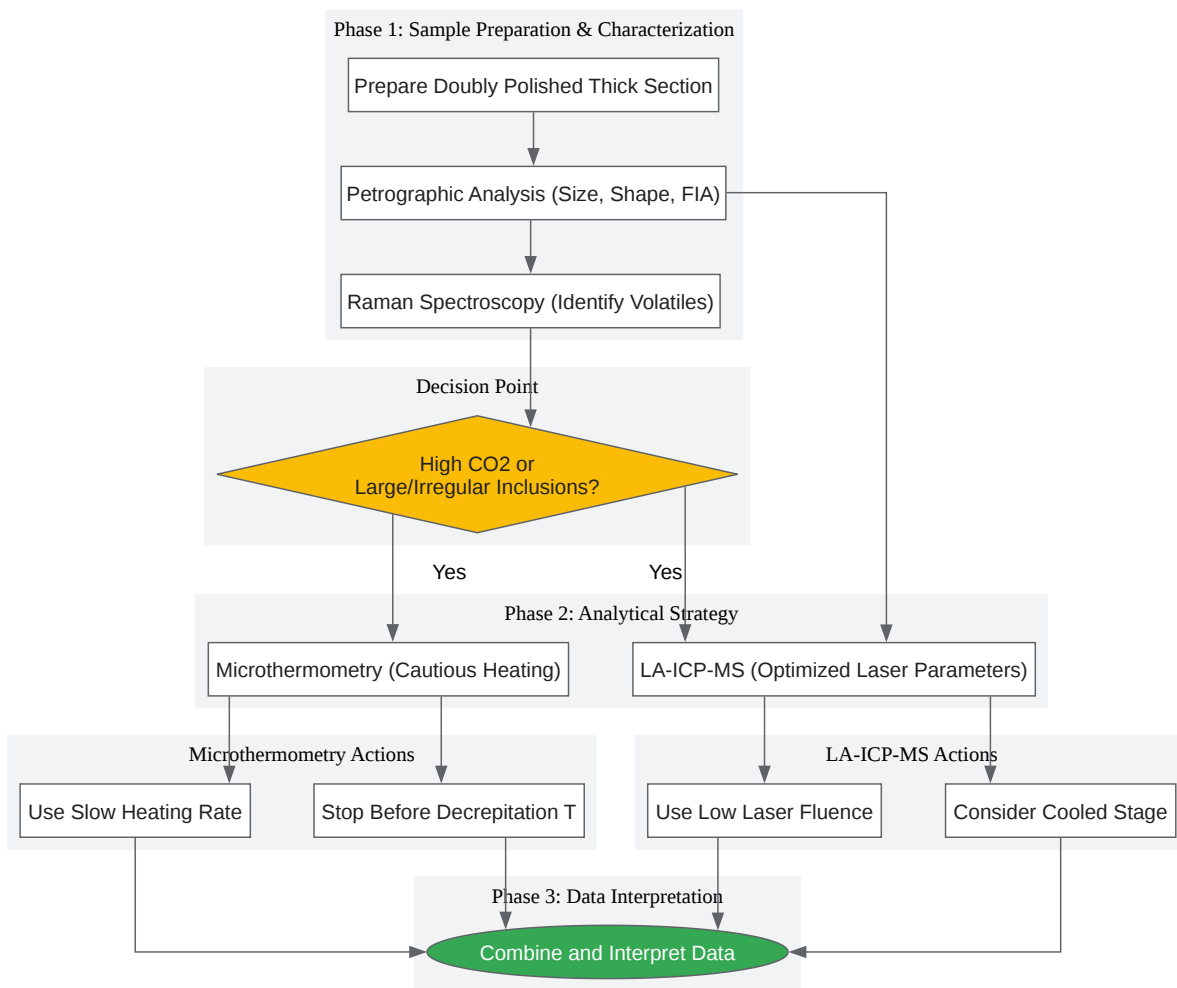 Phase 1: Sample Preparation & Characterization
Prepare Doubly Polished Thick Section
Petrographic Analysis (Size, Shape, FIA)
Raman Spectroscopy (Identify Volatiles)
Decision Point
High CO2 or
Large/Irregular Inclusions?
Yes
Yes
Phase 2: Analytical Strategy
Microthermometry (Cautious Heating)
LA-ICP-MS (Optimized Laser Parameters)
Microthermometry Actions
LA-ICP-MS Actions
Use Slow Heating Rate
Stop Before Decrepitation T
Use Low Laser Fluence
Consider Cooled Stage
Phase 3: Data Interpretation
Combine and Interpret Data